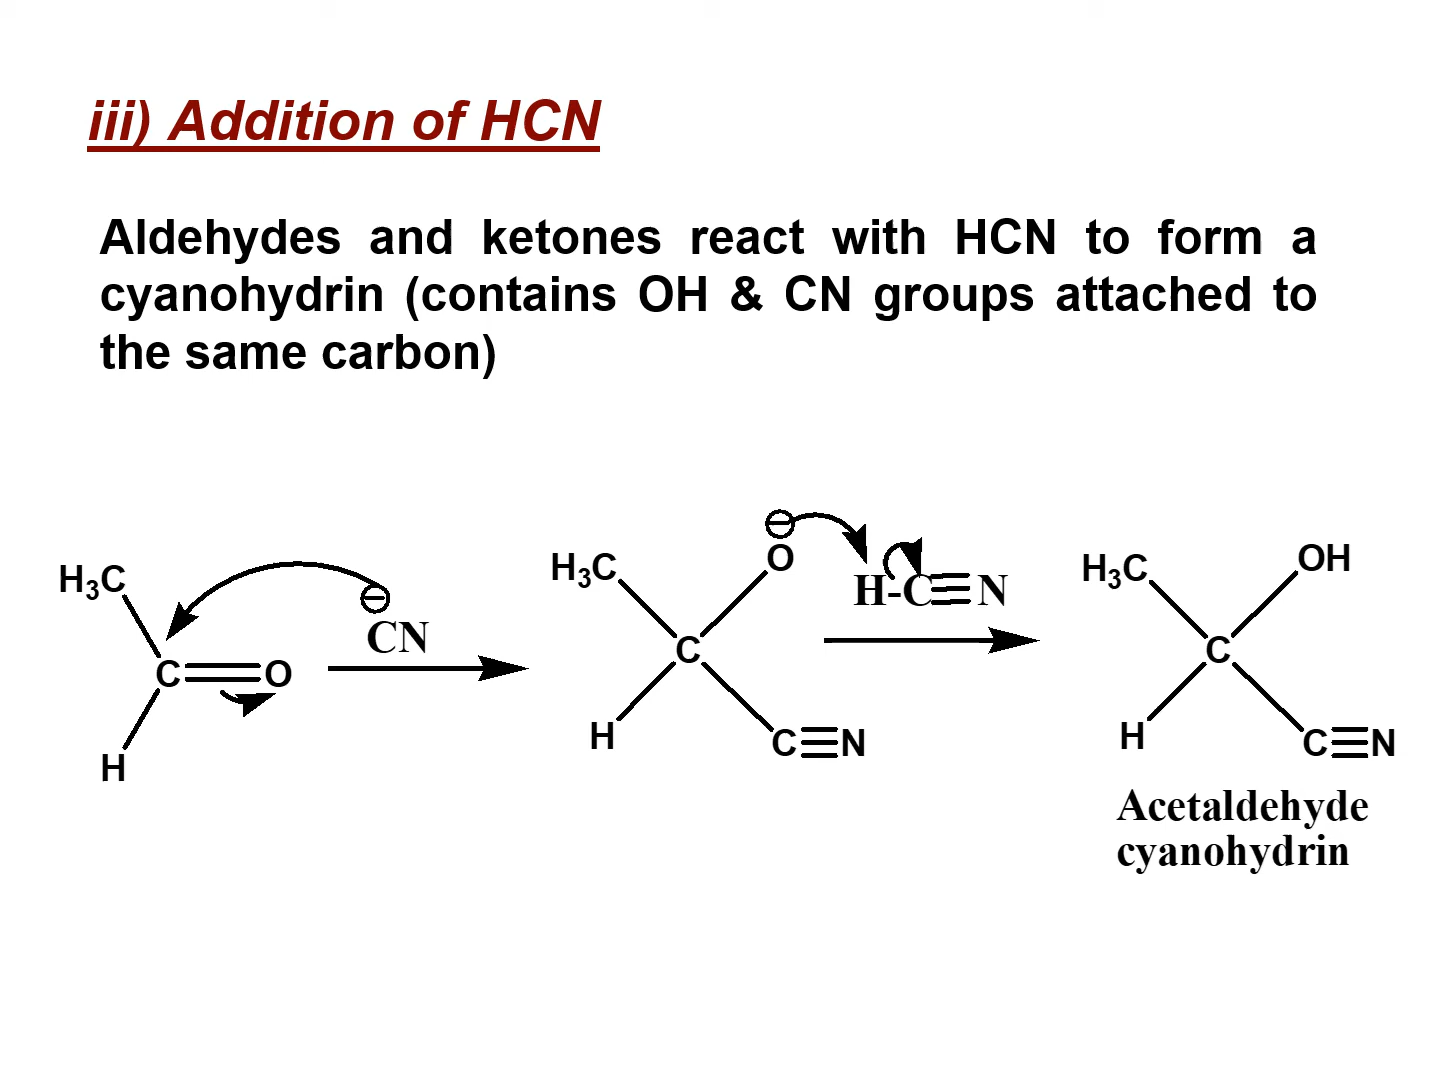 iii) Addition of HCN
Aldehydes and ketones react with HCN to form a
cyanohydrin (contains OH & CN groups attached to
the same carbon)
H₃C
C=O
H
⊖
CN
H₃C
⊖
O
C
H
C≡N
H-C≡N
H₃C
OH
C
H
C≡N
Acetaldehyde
cyanohydrin